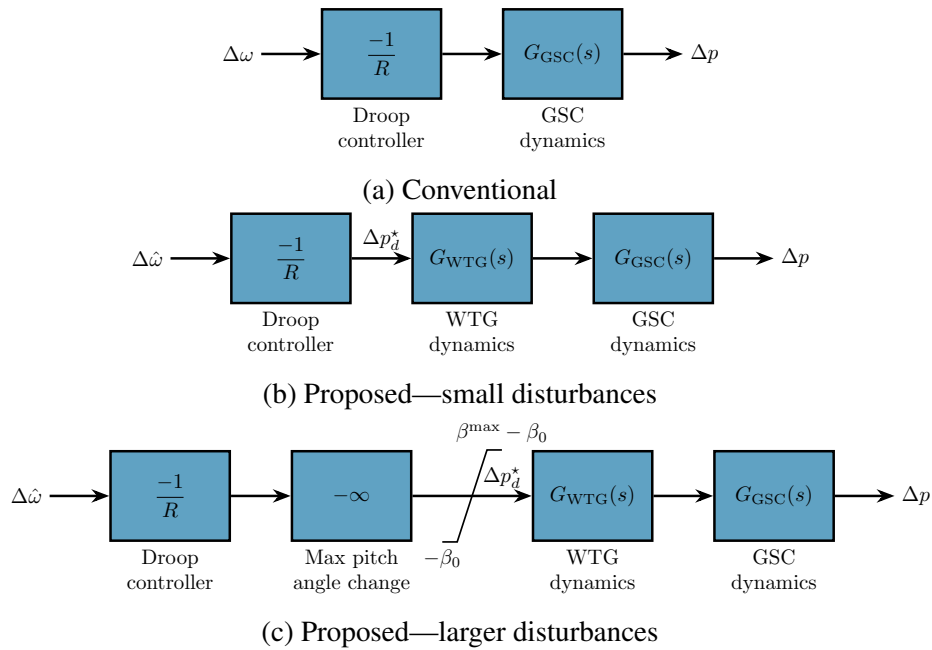 Δω
−1
R
G_GSC(s)
Δp
Droop
controller
GSC
dynamics
(a) Conventional
Δω̂
−1
R
Δp_d^⋆
G_WTG(s)
G_GSC(s)
Δp
Droop
controller
WTG
dynamics
GSC
dynamics
(b) Proposed—small disturbances
β^max − β_0
Δω̂
−1
R
−∞
Δp_d^⋆
G_WTG(s)
G_GSC(s)
Δp
−β_0
Droop
controller
Max pitch
angle change
WTG
dynamics
GSC
dynamics
(c) Proposed—larger disturbances